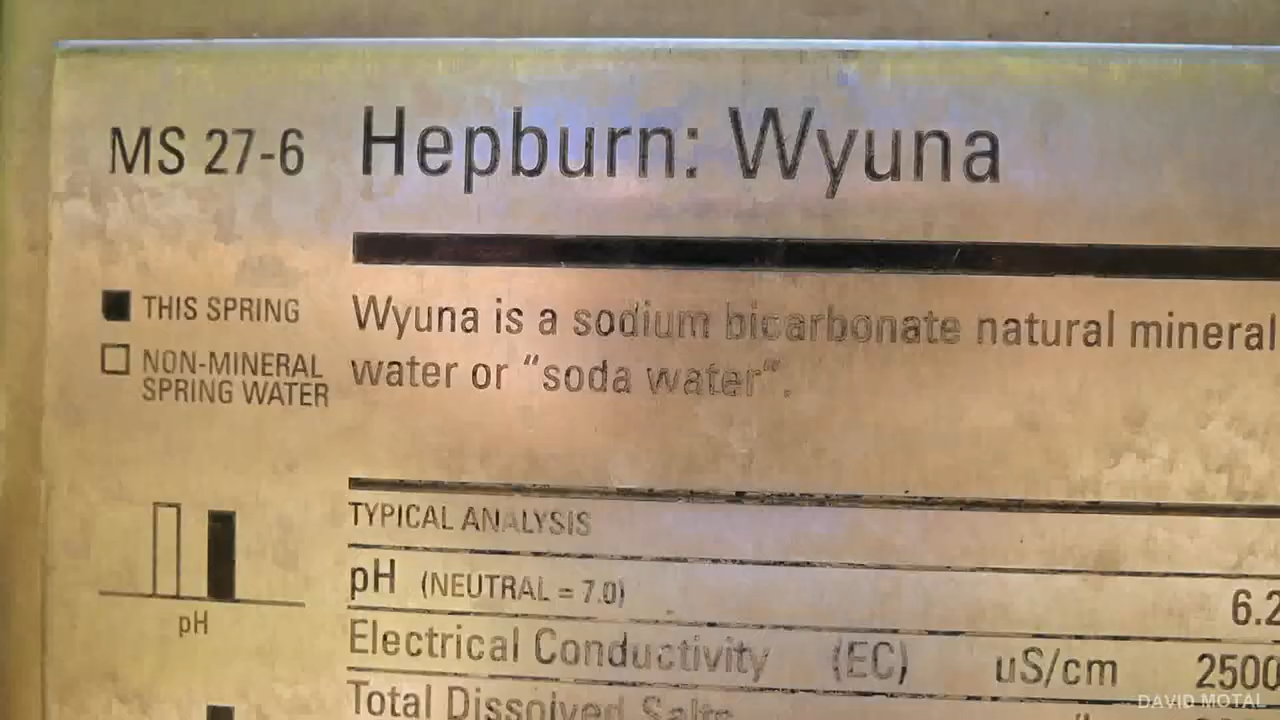 MS 27-6 Hepburn: Wyuna
THIS SPRING
NON-MINERAL
SPRING WATER
Wyuna is a sodium bicarbonate natural mineral
water or “soda water”.
TYPICAL ANALYSIS
pH (NEUTRAL = 7.0) 6.2
Electrical Conductivity (EC) uS/cm 2500
Total Dissolved Salts
pH
DAVID MOTAL